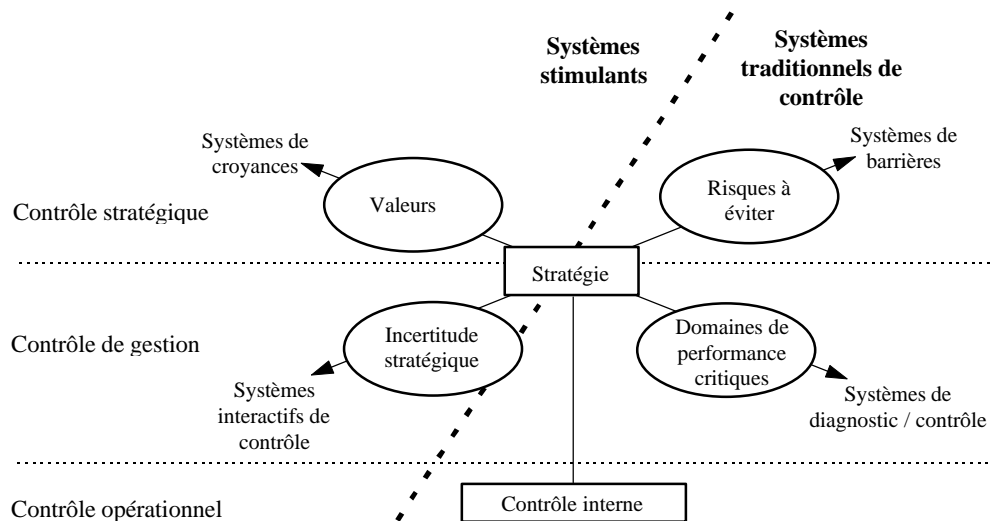 Systèmes
stimulants
Systèmes
traditionnels de
contrôle
Systèmes de
croyances
Systèmes de
barrières
Valeurs
Risques à
éviter
Contrôle stratégique
Stratégie
Contrôle de gestion
Incertitude
stratégique
Domaines de
performance
critiques
Systèmes
interactifs de
contrôle
Systèmes de
diagnostic / contrôle
Contrôle opérationnel
Contrôle interne